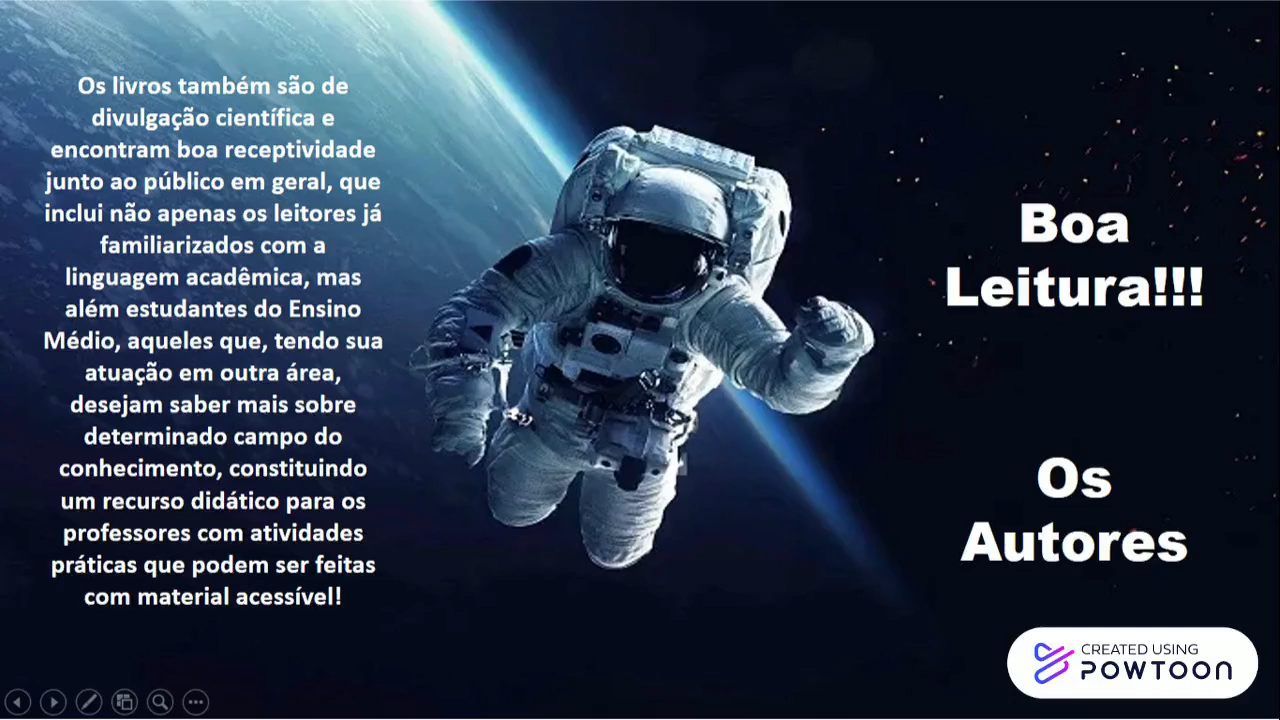 Os livros também são de
divulgação científica e
encontram boa receptividade
junto ao público em geral, que
inclui não apenas os leitores já
familiarizados com a
linguagem acadêmica, mas
além estudantes do Ensino
Médio, aqueles que, tendo sua
atuação em outra área,
desejam saber mais sobre
determinado campo do
conhecimento, constituindo
um recurso didático para os
professores com atividades
práticas que podem ser feitas
com material acessível!
Boa
Leitura!!!
Os
Autores
CREATED USING
POWTOON